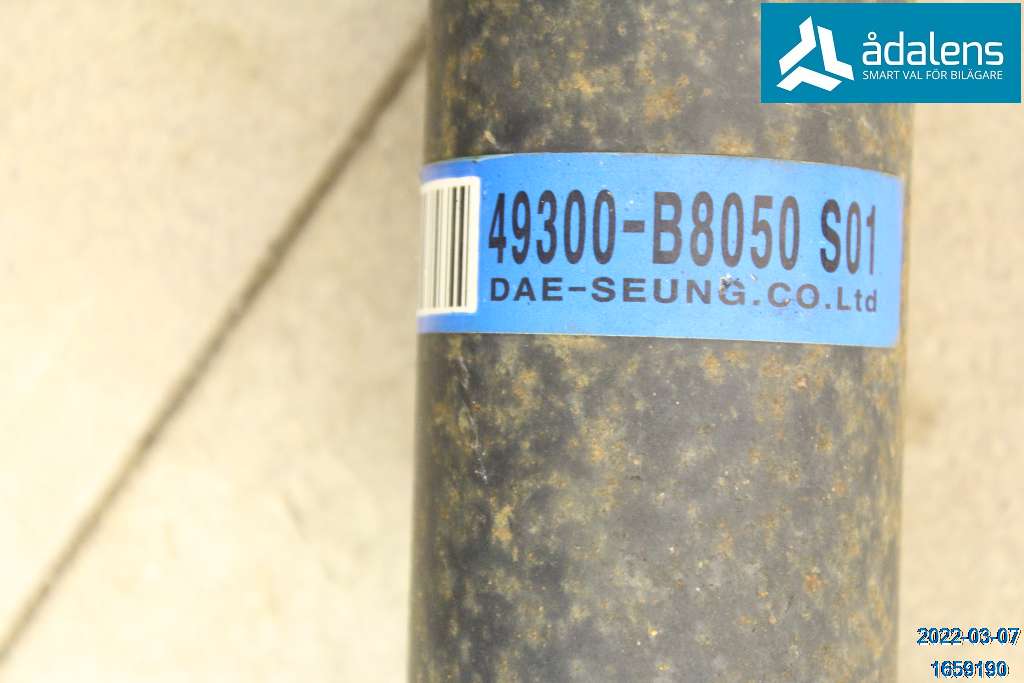 ådalens
SMART VAL FÖR BILÄGARE
49300-B8050 S01
DAE-SEUNG.CO.Ltd
2022-03-07
1659190